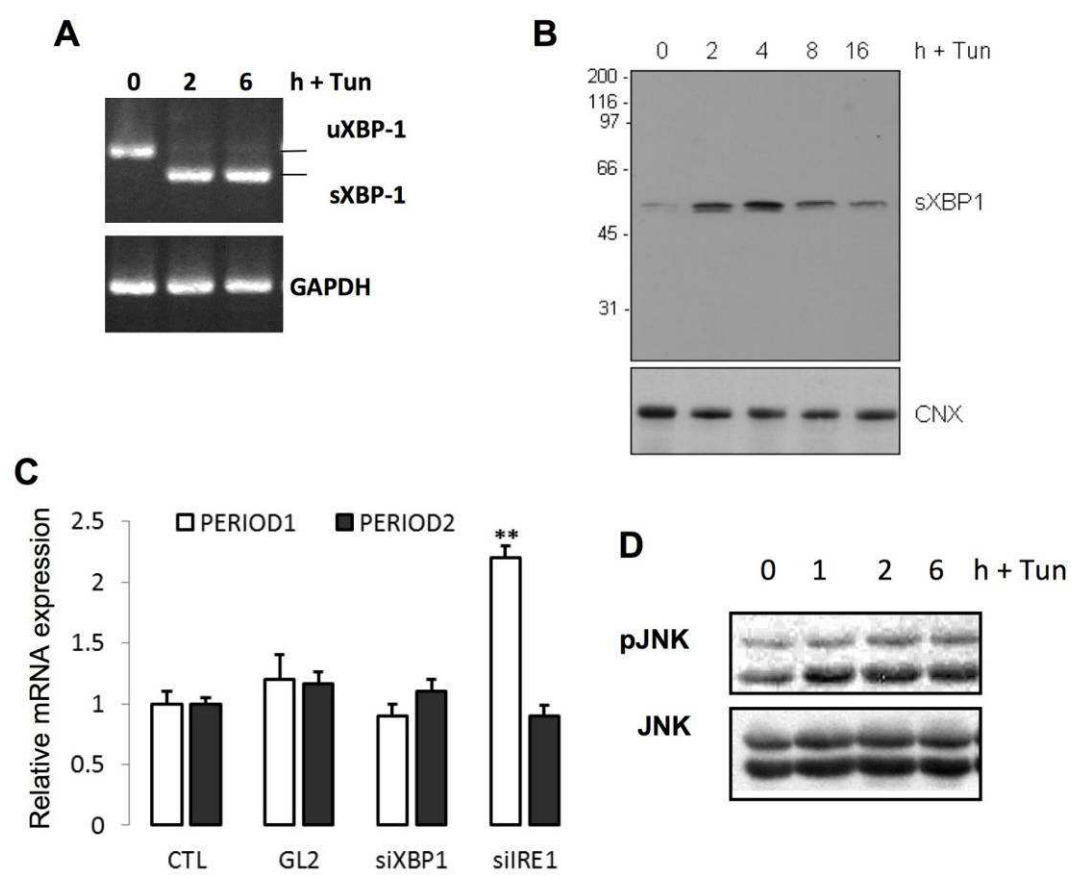 A
0 2 6 h + Tun
uXBP-1
sXBP-1
GAPDH
B
0 2 4 8 16 h + Tun
200 -
116 -
97 -
66 -
sXBP1
45 -
31 -
CNX
C
PERIOD1 PERIOD2
**
Relative mRNA expression
2.5
2
1.5
1
0.5
0
CTL GL2 siXBP1 siIRE1
D
0 1 2 6 h + Tun
pJNK
JNK